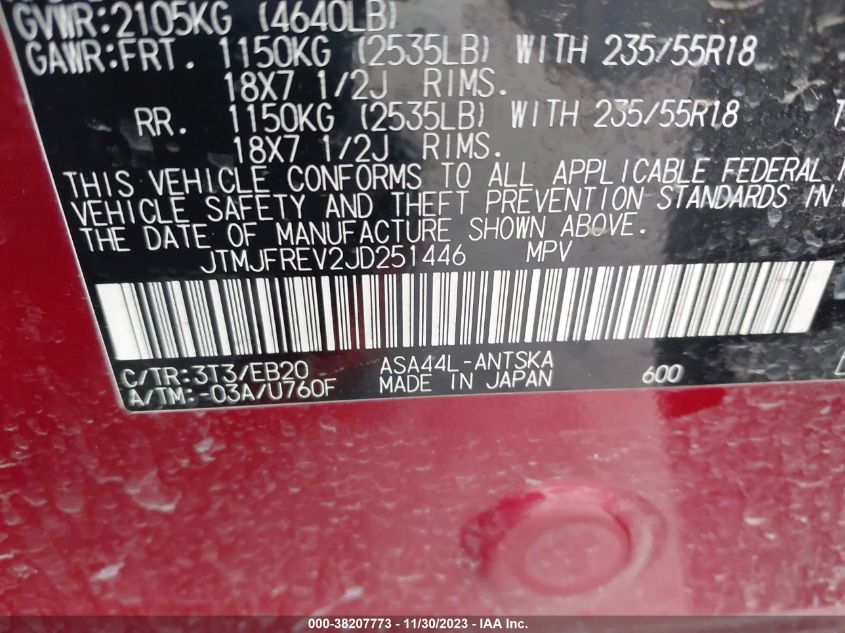 GVWR:2105KG (4640LB)
GAWR:FRT. 1150KG (2535LB) WITH 235/55R18
18X7 1/2J RIMS.
RR. 1150KG (2535LB) WITH 235/55R18
18X7 1/2J RIMS.
THIS VEHICLE CONFORMS TO ALL APPLICABLE FEDERAL
VEHICLE SAFETY AND THEFT PREVENTION STANDARDS IN
THE DATE OF MANUFACTURE SHOWN ABOVE.
JTMJFREV2JD251446 MPV
C/TR:3T3/EB20 ASA44L-ANTSKA
A/TM:-03A/U760F MADE IN JAPAN 600
000-38207773 - 11/30/2023 - IAA Inc.